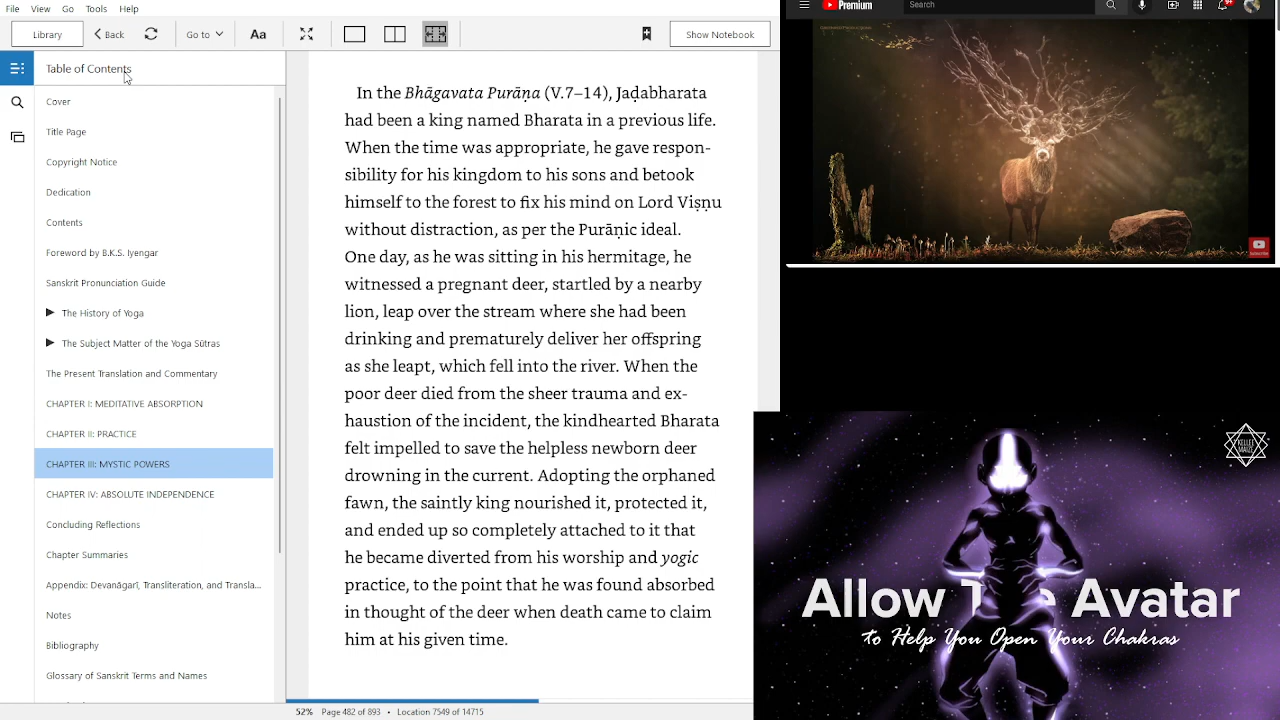 File View Go Tools Help
Library Back Go to Aa Show Notebook
Table of Contents
Cover
Title Page
Copyright Notice
Dedication
Contents
Foreword by B.K.S. Iyengar
Sanskrit Pronunciation Guide
The History of Yoga
The Subject Matter of the Yoga Sūtras
The Present Translation and Commentary
CHAPTER I: MEDITATIVE ABSORPTION
CHAPTER II: PRACTICE
CHAPTER III: MYSTIC POWERS
CHAPTER IV: ABSOLUTE INDEPENDENCE
Concluding Reflections
Chapter Summaries
Appendix: Devanāgarī, Transliteration, and Transla...
Notes
Bibliography
Glossary of Sanskrit Terms and Names
In the Bhāgavata Purāṇa (V.7–14), Jaḍabharata
had been a king named Bharata in a previous life.
When the time was appropriate, he gave respon-
sibility for his kingdom to his sons and betook
himself to the forest to fix his mind on Lord Viṣṇu
without distraction, as per the Purāṇic ideal.
One day, as he was sitting in his hermitage, he
witnessed a pregnant deer, startled by a nearby
lion, leap over the stream where she had been
drinking and prematurely deliver her offspring
as she leapt, which fell into the river. When the
poor deer died from the sheer trauma and ex-
haustion of the incident, the kindhearted Bharata
felt impelled to save the helpless newborn deer
drowning in the current. Adopting the orphaned
fawn, the saintly king nourished it, protected it,
and ended up so completely attached to it that
he became diverted from his worship and yogic
practice, to the point that he was found absorbed
in thought of the deer when death came to claim
him at his given time.
52% Page 482 of 893 • Location 7549 of 14715
Premium Search 9+
Subscribe
Allow The Avatar
to Help You Open Your Chakras